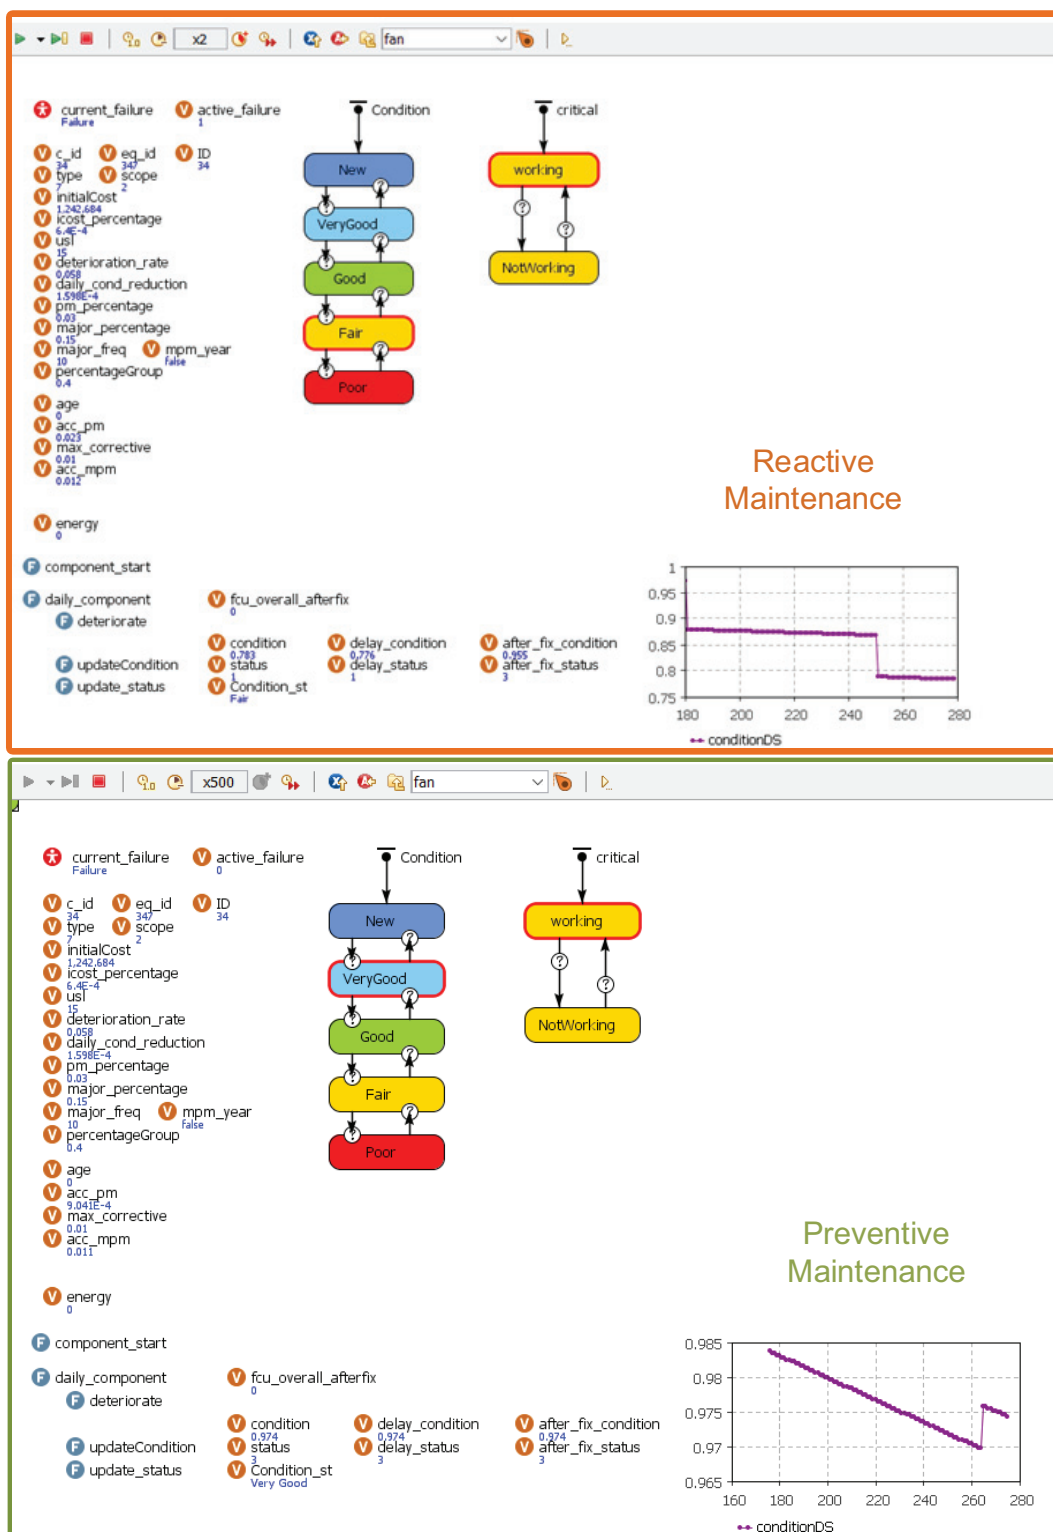 x2 fan
current_failure active_failure
Failure 1
Condition critical
c_id eq_id ID
34 347 34
type scope
7 2
initialCost
1,242,684
icost_percentage
6.4E-4
usl
15
deterioration_rate
0.058
daily_cond_reduction
1.598E-4
pm_percentage
0.03
major_percentage
0.15
major_freq mpm_year
10 false
percentageGroup
0.4
age
0
acc_pm
0.023
max_corrective
0.01
acc_mpm
0.012
energy
0
New
VeryGood
Good
Fair
Poor
working
NotWorking
Reactive
Maintenance
component_start
daily_component fcu_overall_afterfix
0
deteriorate
condition delay_condition after_fix_condition
0.783 0.776 0.955
updateCondition status delay_status after_fix_status
1 1 3
update_status Condition_st
Fair
1
0.95
0.9
0.85
0.8
0.75
180 200 220 240 260 280
conditionDS
x500 fan
current_failure active_failure
Failure 0
Condition critical
c_id eq_id ID
34 347 34
type scope
7 2
initialCost
1,242,684
icost_percentage
6.4E-4
usl
15
deterioration_rate
0.058
daily_cond_reduction
1.598E-4
pm_percentage
0.03
major_percentage
0.15
major_freq mpm_year
10 false
percentageGroup
0.4
age
0
acc_pm
9.041E-4
max_corrective
0.01
acc_mpm
0.011
energy
0
New
VeryGood
Good
Fair
Poor
working
NotWorking
Preventive
Maintenance
component_start
daily_component fcu_overall_afterfix
0
deteriorate
condition delay_condition after_fix_condition
0.974 0.974 0.974
updateCondition status delay_status after_fix_status
3 3 3
update_status Condition_st
Very Good
0.985
0.98
0.975
0.97
0.965
160 180 200 220 240 260 280
conditionDS